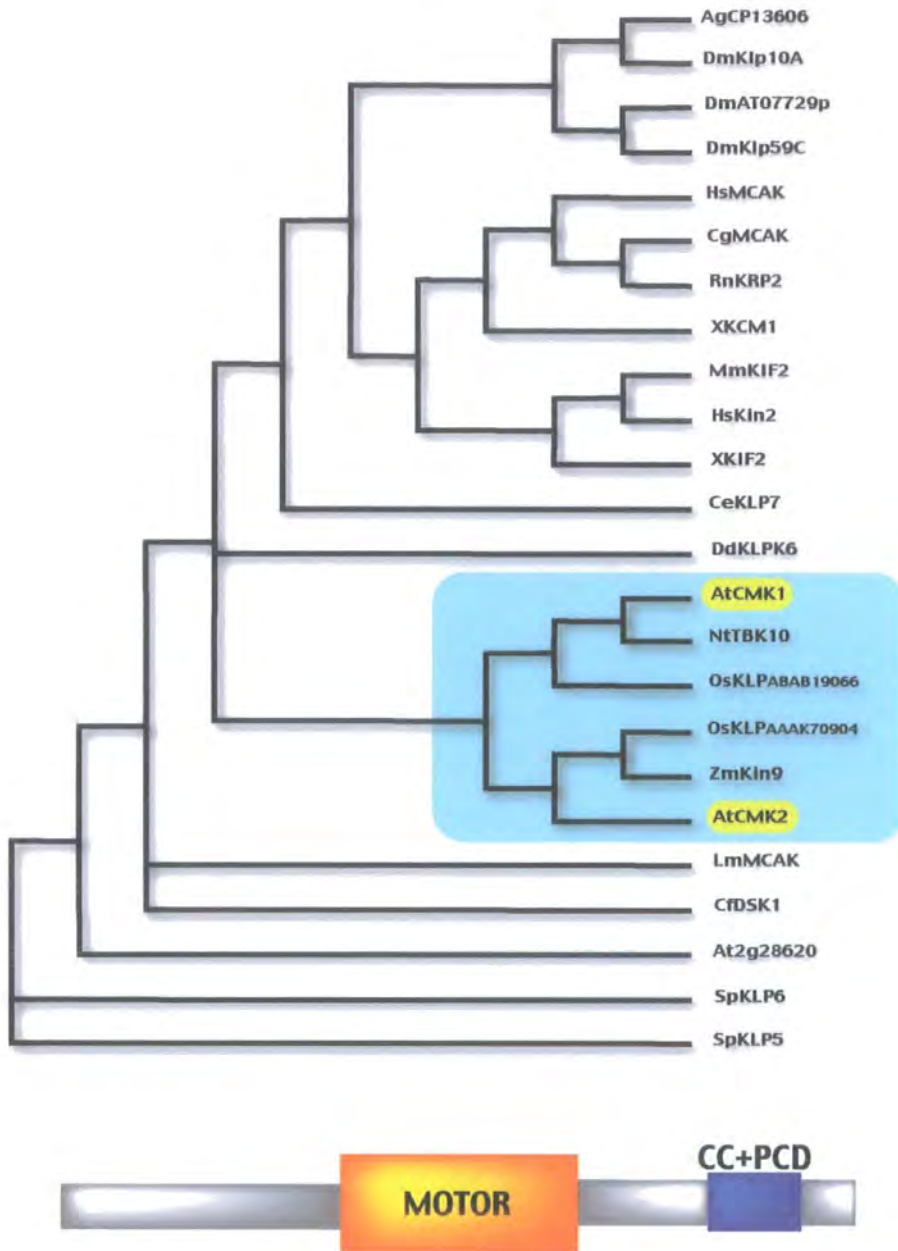 AgCP13606
DmKlp10A
DmAT07729p
DmKlp59C
HsMCAK
CgMCAK
RnKRP2
XKCM1
MmKIF2
HsKin2
XKIF2
CeKLP7
DdKLPK6
AtCMK1
NtTBK10
OsKLPABAB19066
OsKLPAAAK70904
ZmKin9
AtCMK2
LmMCAK
CfDSK1
At2g28620
SpKLP6
SpKLP5
CC+PCD
MOTOR